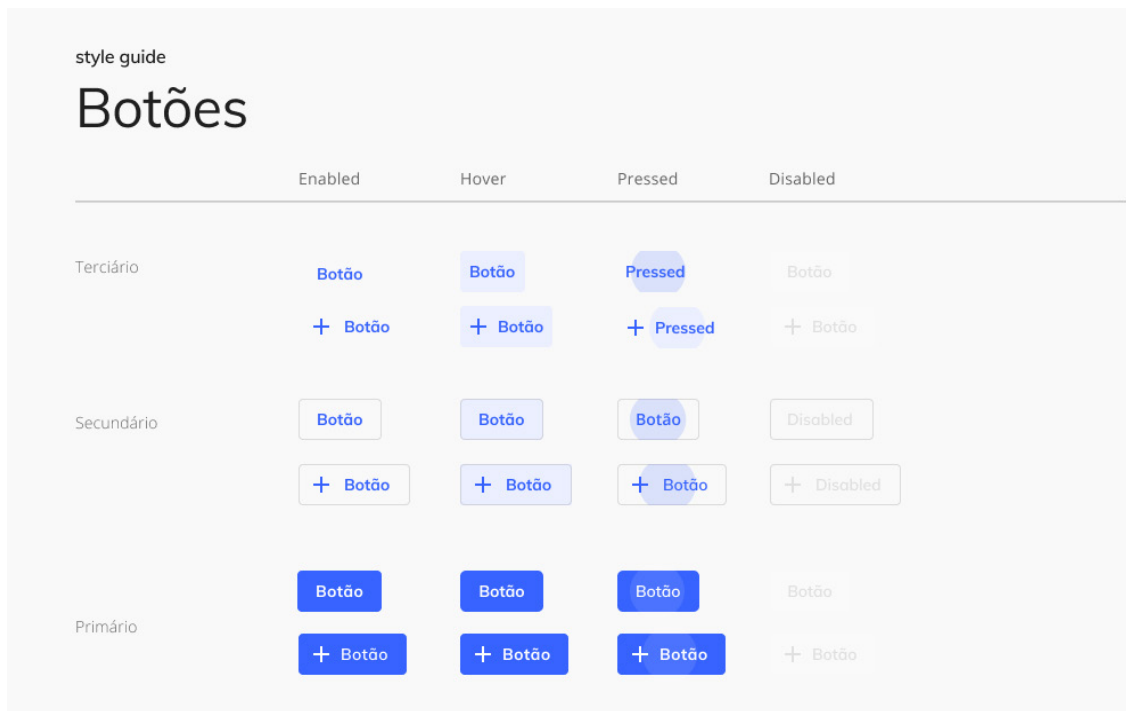 style guide
Botões
Enabled Hover Pressed Disabled
Terciário
Botão Botão Pressed Botão
+ Botão + Botão + Pressed + Botão
Secundário
Botão Botão Botão Disabled
+ Botão + Botão + Botão + Disabled
Primário
Botão Botão Botão Botão
+ Botão + Botão + Botão + Botão